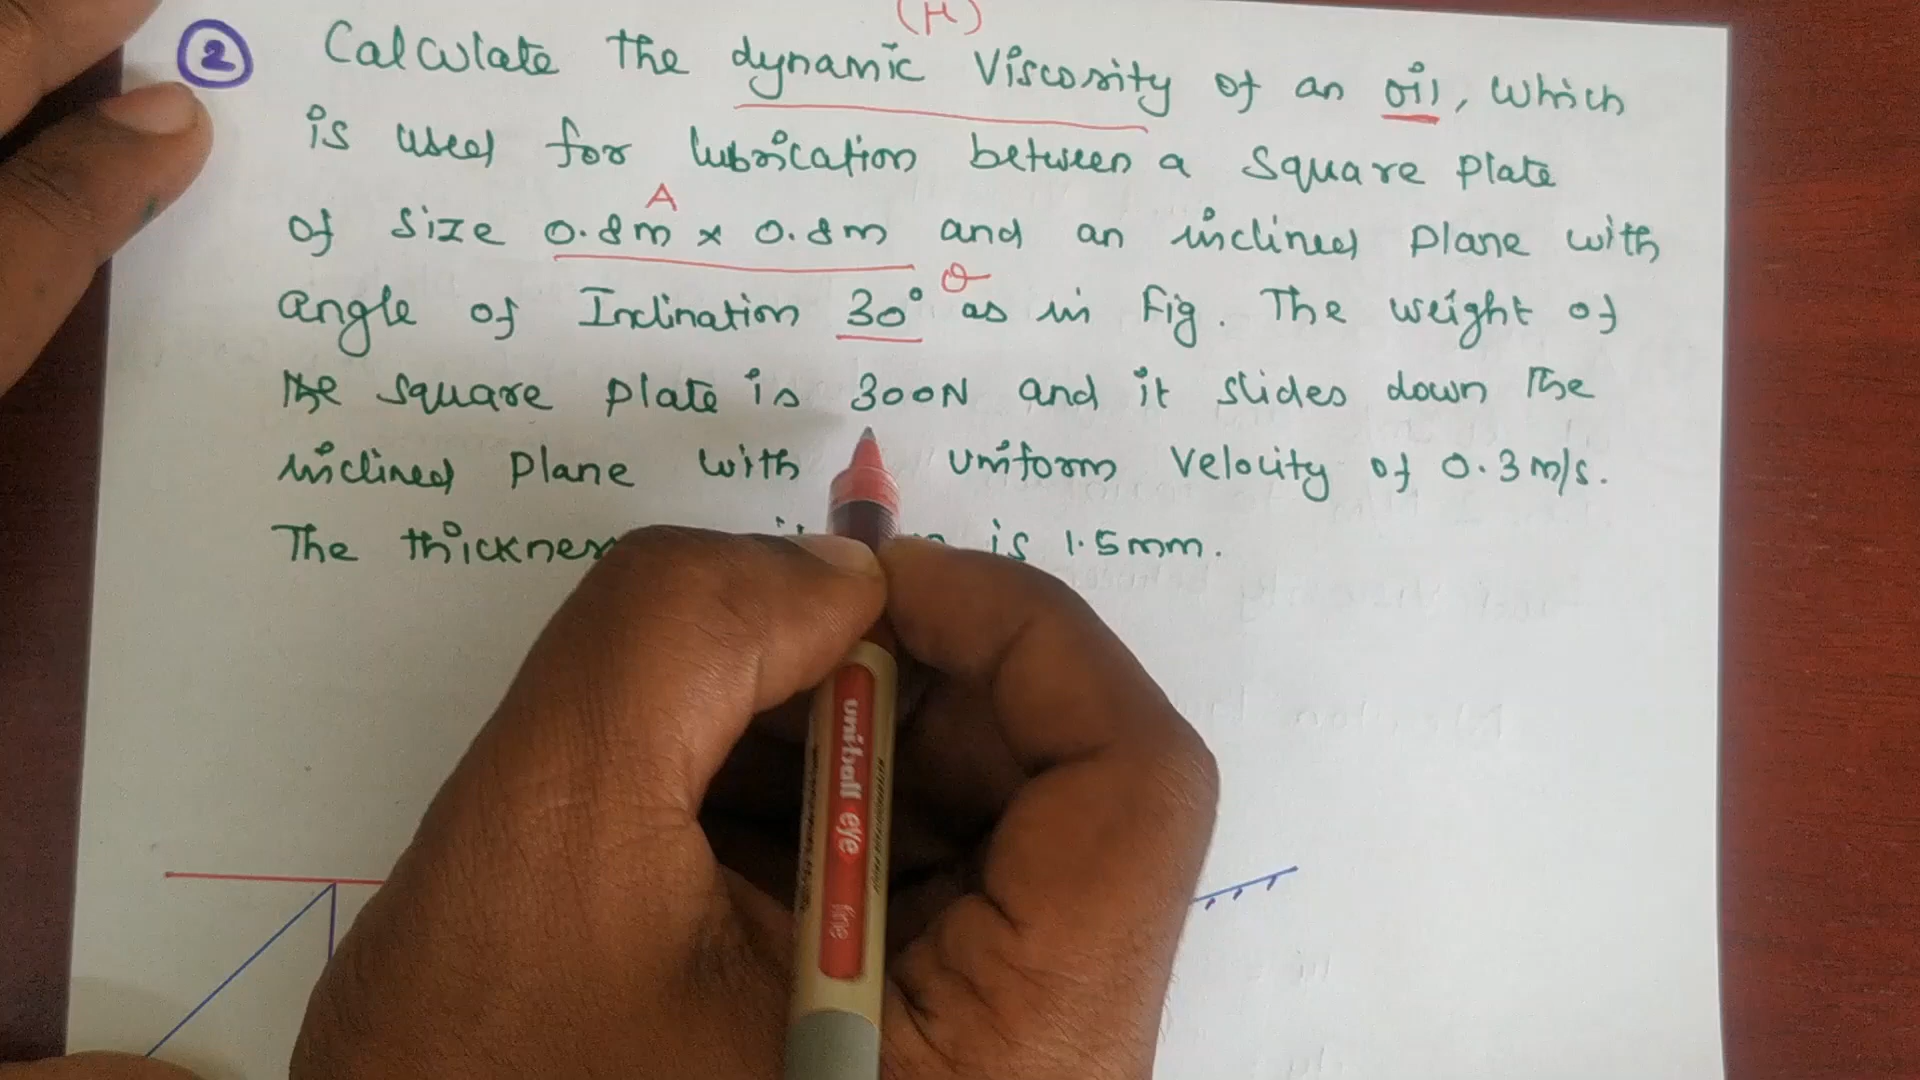 (μ)
2 Calculate the dynamic viscosity of an oil, which
is used for lubrication between a square plate
A
of size 0.8m x 0.8m and an inclined plane with
θ
angle of Inclination 30° as in fig. The weight of
the square plate is 300N and it slides down the
inclined plane with uniform velocity of 0.3 m/s.
The is 1.5mm.
uniball eye
fine